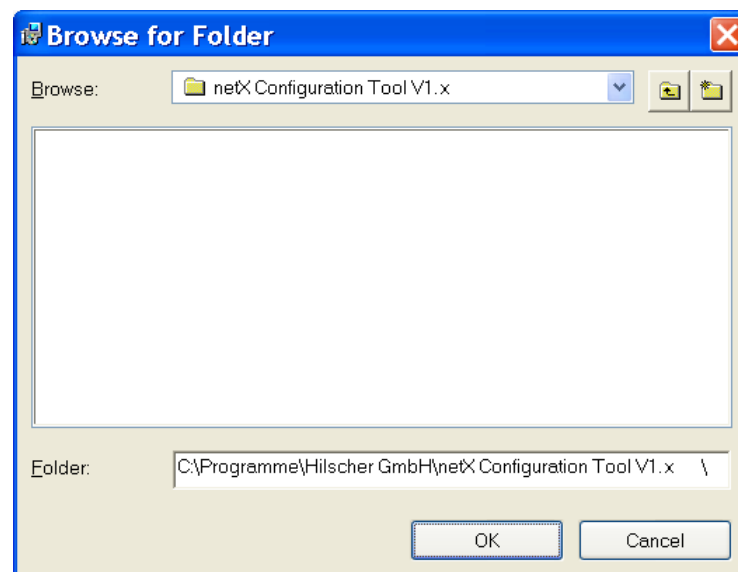 Browse for Folder
Browse: netX Configuration Tool V1.x
Folder: C:\Programme\Hilscher GmbH\netX Configuration Tool V1.x \
OK Cancel